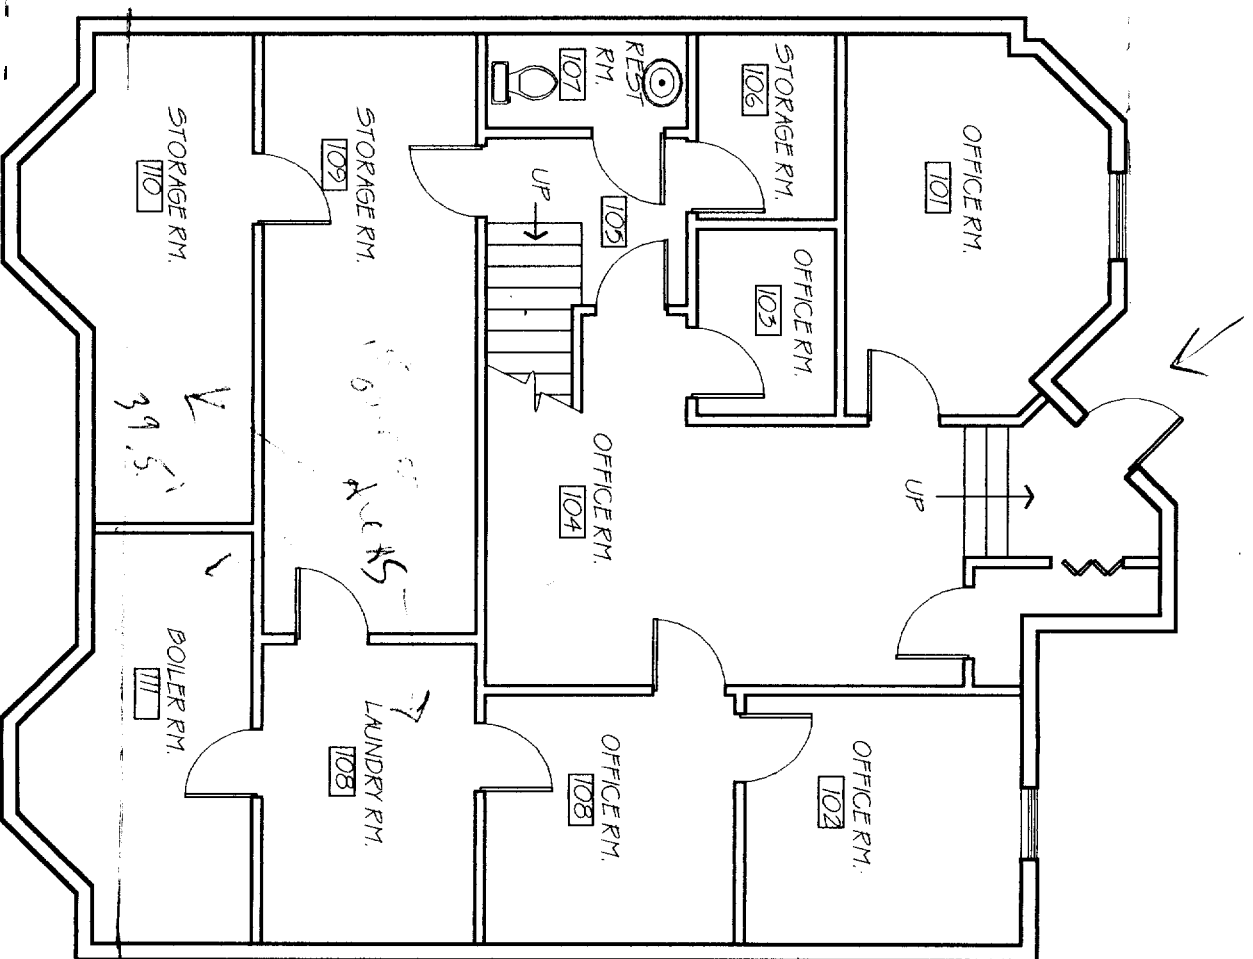 OFFICE RM.
101
STORAGE RM.
106
REST
RM.
107
OFFICE RM.
103
105
UP
STORAGE RM.
109
STORAGE RM.
110
UP
OFFICE RM.
104
39.5'
OFFICE RM.
102
OFFICE RM.
108
LAUNDRY RM.
108
BOILER RM.
111